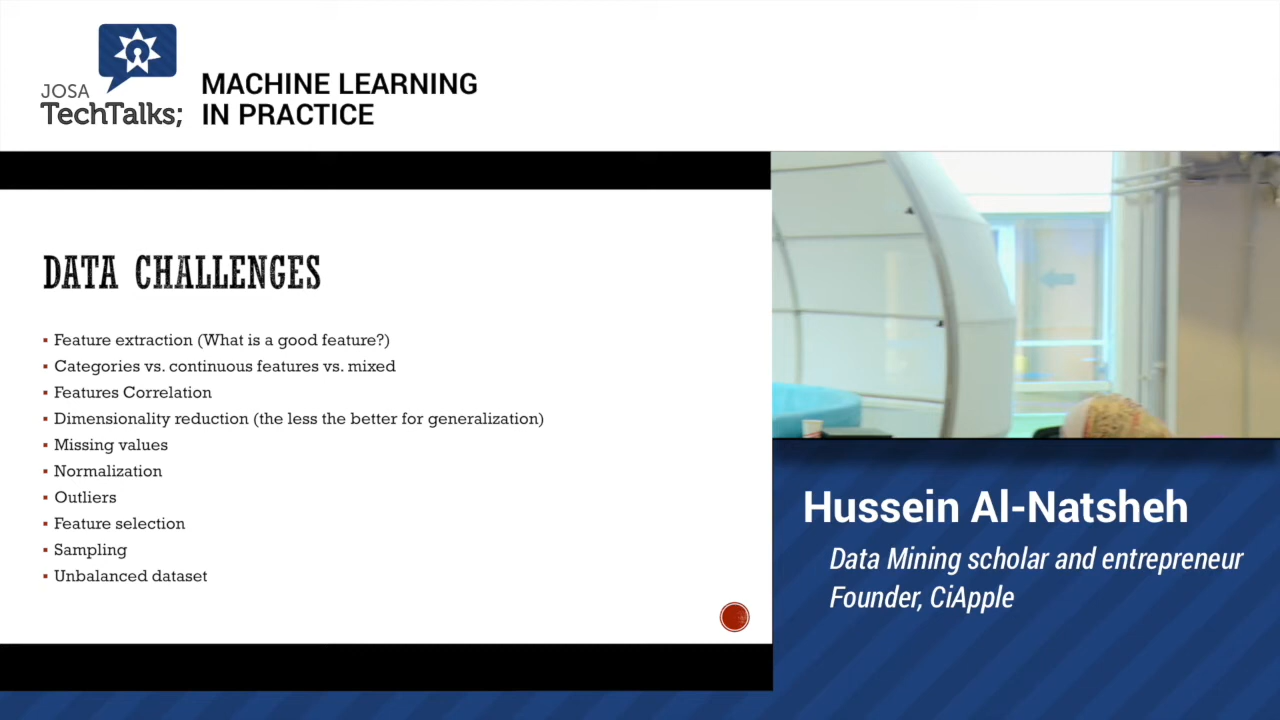 JOSA
TechTalks;
MACHINE LEARNING
IN PRACTICE
DATA CHALLENGES
▪ Feature extraction (What is a good feature?)
▪ Categories vs. continuous features vs. mixed
▪ Features Correlation
▪ Dimensionality reduction (the less the better for generalization)
▪ Missing values
▪ Normalization
▪ Outliers
▪ Feature selection
▪ Sampling
▪ Unbalanced dataset
Hussein Al-Natsheh
Data Mining scholar and entrepreneur
Founder, CiApple